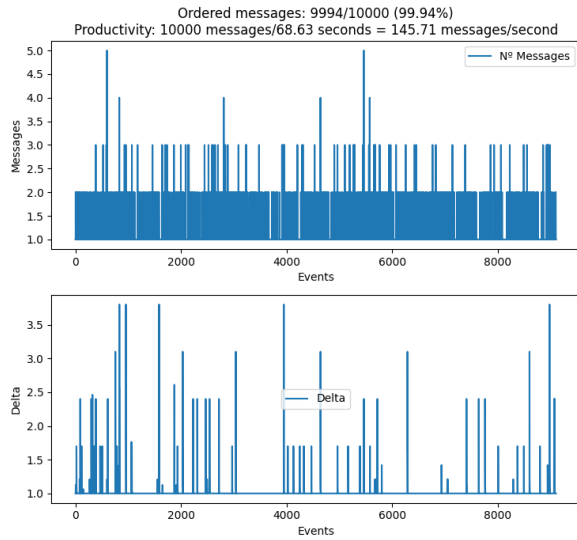 Ordered messages: 9994/10000 (99.94%)
Productivity: 10000 messages/68.63 seconds = 145.71 messages/second
5.0
4.5
4.0
3.5
3.0
2.5
2.0
1.5
1.0
Messages
Nº Messages
0 2000 4000 6000 8000
Events
3.5
3.0
2.5
2.0
1.5
1.0
Delta
Delta
0 2000 4000 6000 8000
Events